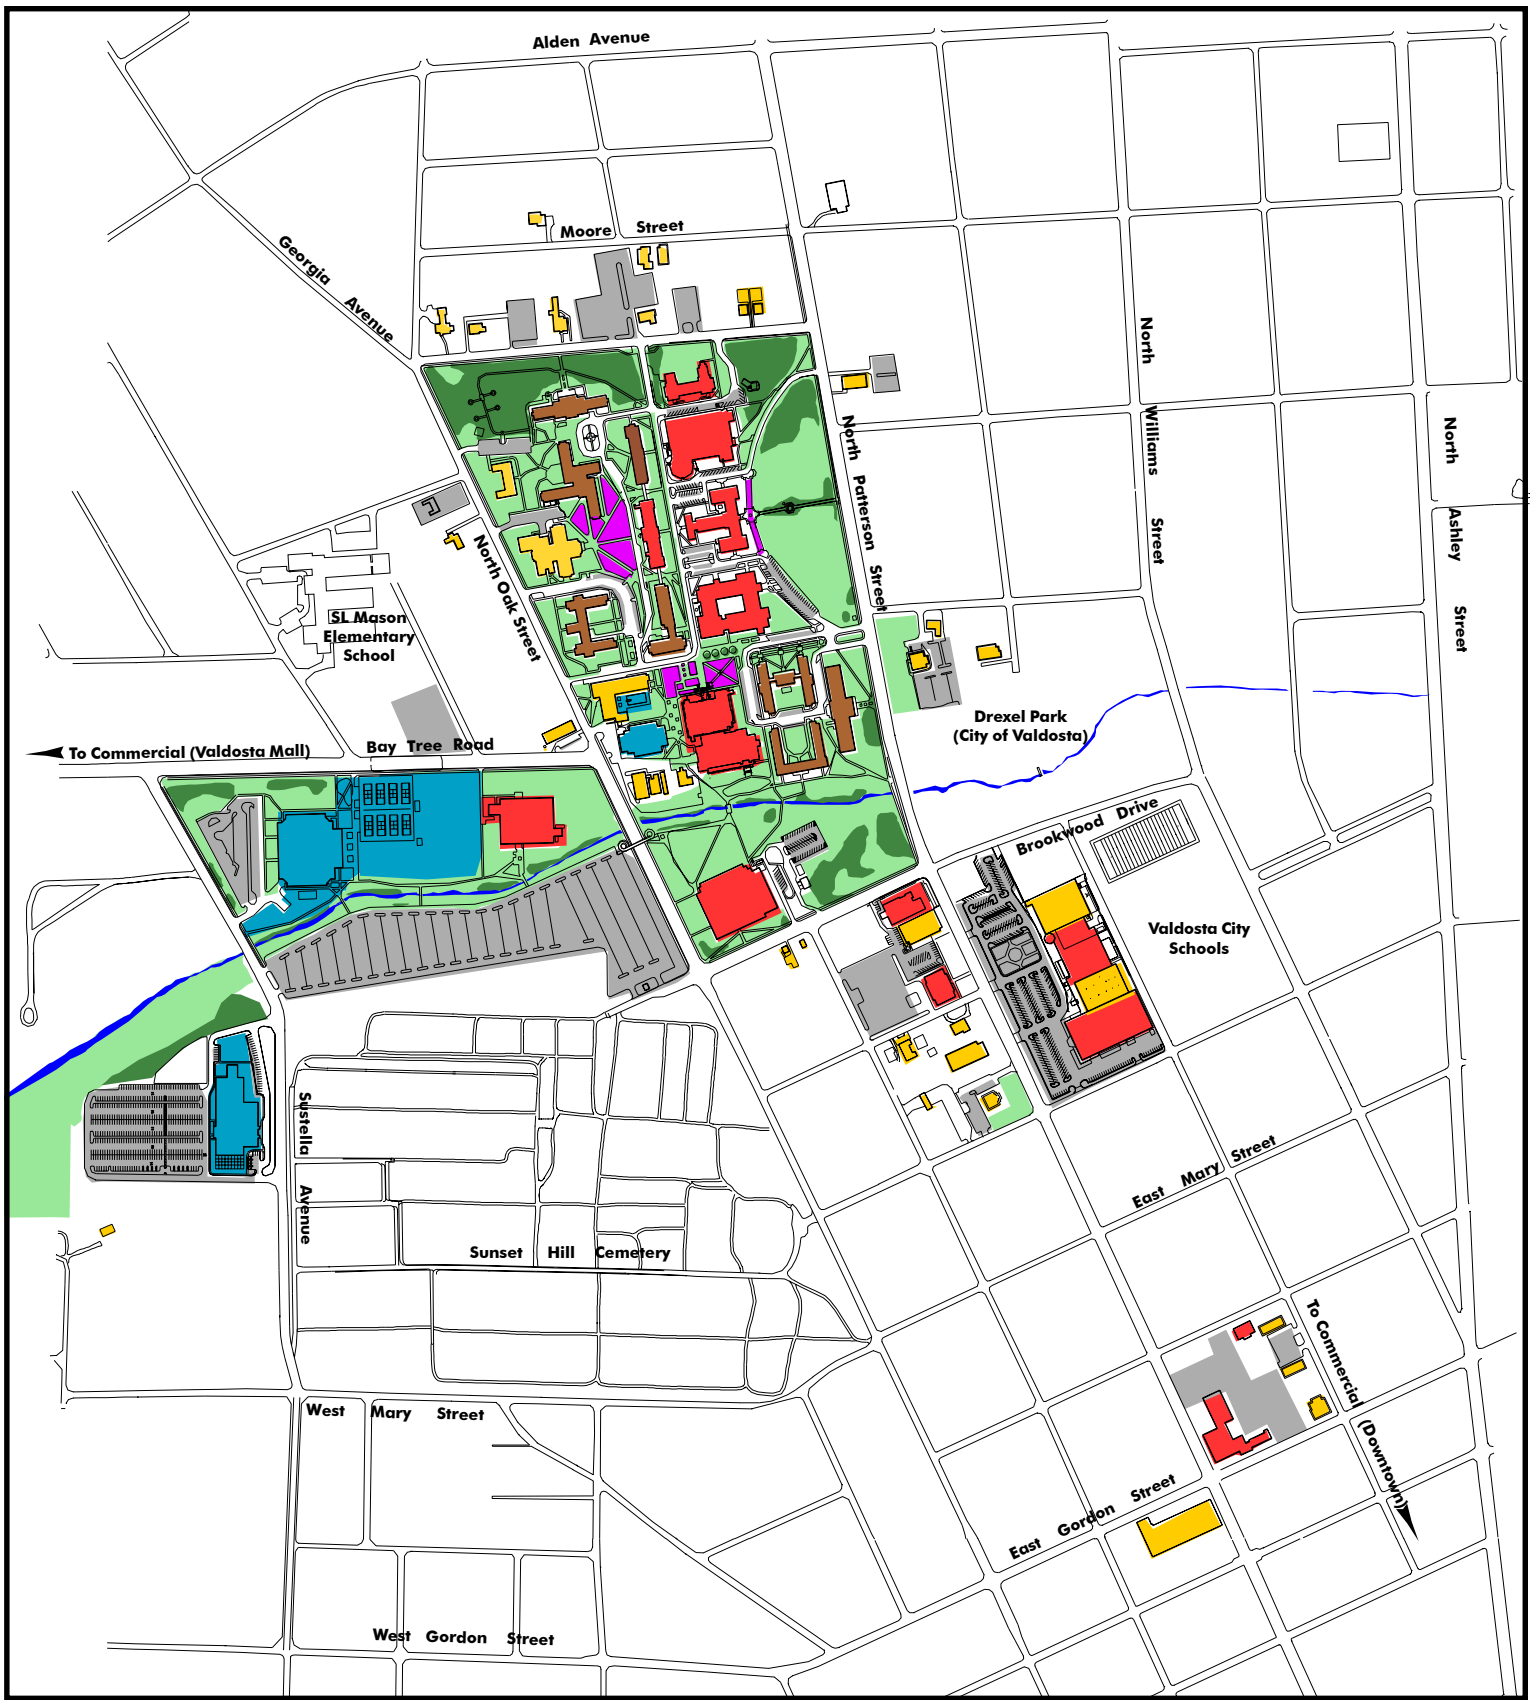 Alden Avenue
Moore Street
Georgia Avenue
North Williams Street
North Patterson Street
North Ashley Street
North Oak Street
SL Mason
Elementary
School
Drexel Park
(City of Valdosta)
To Commercial (Valdosta Mall)
Bay Tree Road
Brookwood Drive
Valdosta City
Schools
Sustella Avenue
East Mary Street
Sunset Hill Cemetery
To Commercial (Downtown)
West Mary Street
East Gordon Street
West Gordon Street